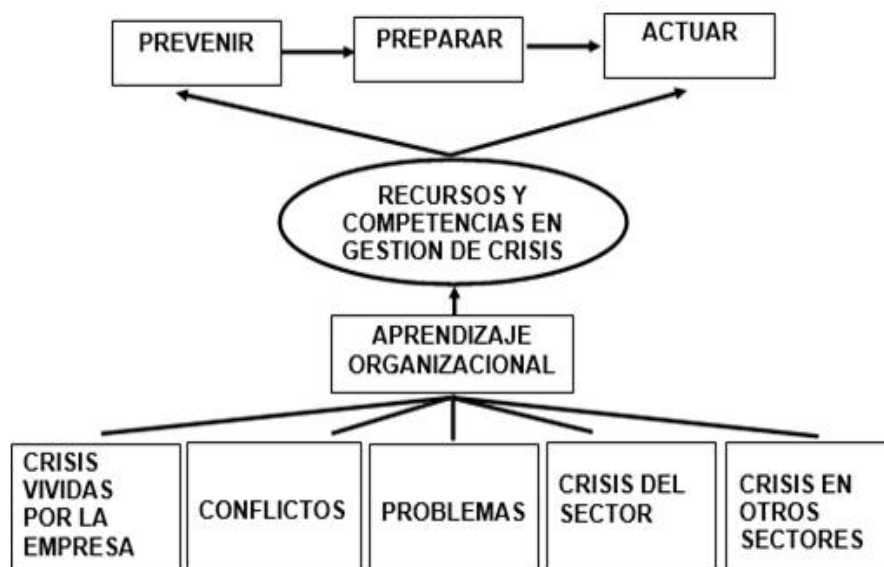 PREVENIR
PREPARAR
ACTUAR
RECURSOS Y
COMPETENCIAS EN
GESTION DE CRISIS
APRENDIZAJE
ORGANIZACIONAL
CRISIS
VIVIDAS
POR LA
EMPRESA
CONFLICTOS
PROBLEMAS
CRISIS DEL
SECTOR
CRISIS EN
OTROS
SECTORES